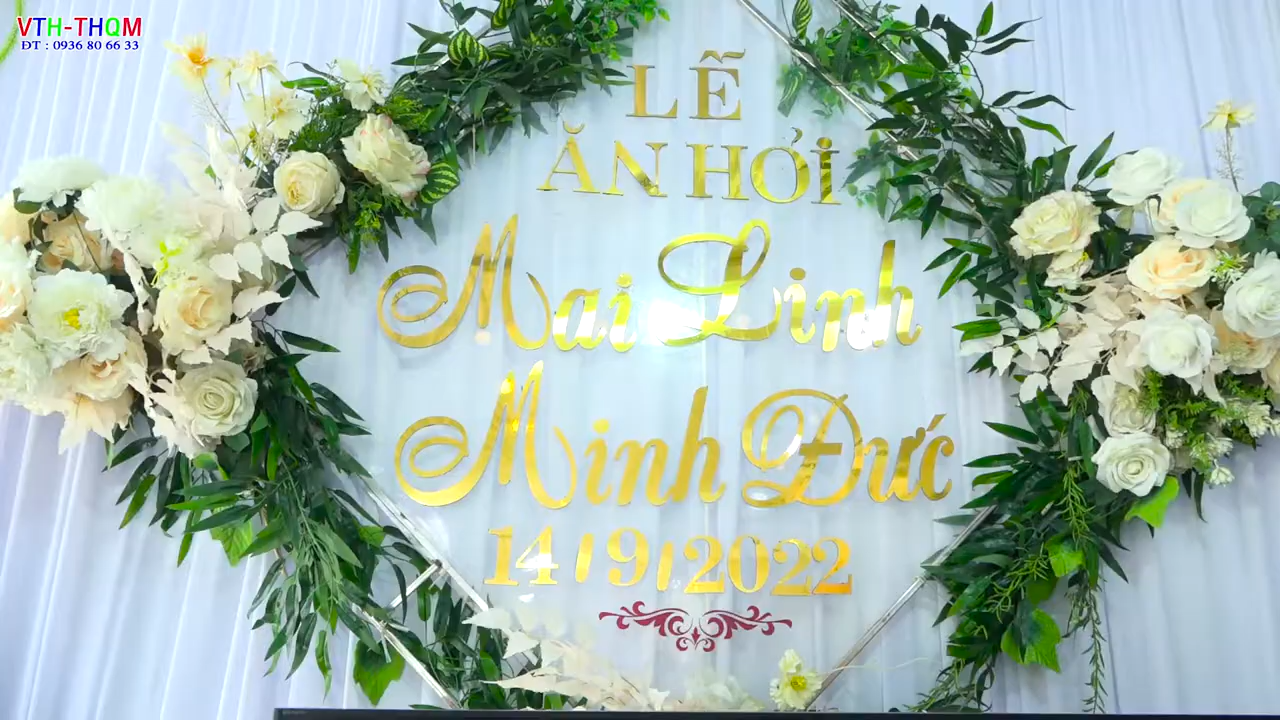 VTH-THQM
ĐT : 0936 80 66 33
LỄ
ĂN HỎI
Mai Linh
Minh Đức
14/9/2022